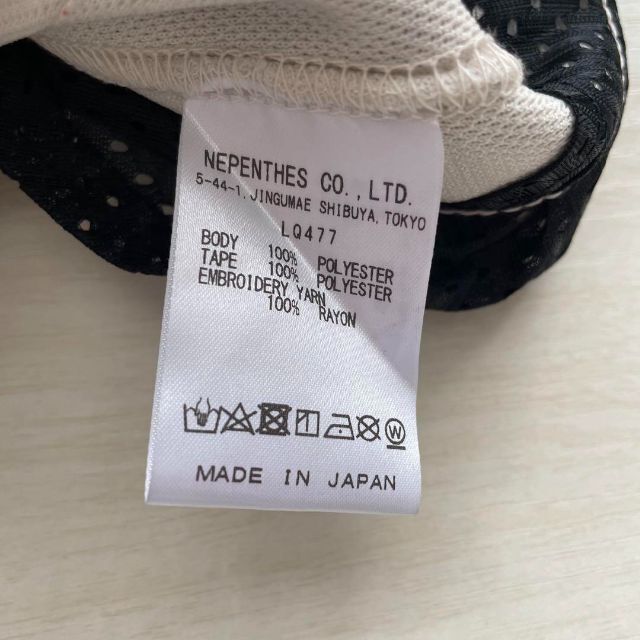 NEPENTHES CO.,LTD.
5-44-1,JINGUMAE SHIBUYA,TOKYO
LQ477
BODY 100% POLYESTER
TAPE 100% POLYESTER
EMBROIDERY YARN
100% RAYON
W
MADE IN JAPAN